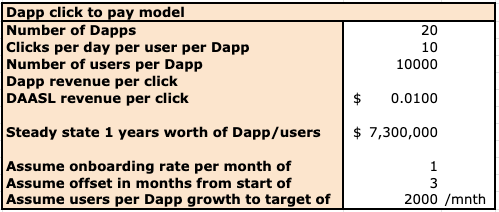 Dapp click to pay model
Number of Dapps 20
Clicks per day per user per Dapp 10
Number of users per Dapp 10000
Dapp revenue per click
DAASL revenue per click $ 0.0100
Steady state 1 years worth of Dapp/users $ 7,300,000
Assume onboarding rate per month of 1
Assume offset in months from start of 3
Assume users per Dapp growth to target of 2000 /mnth